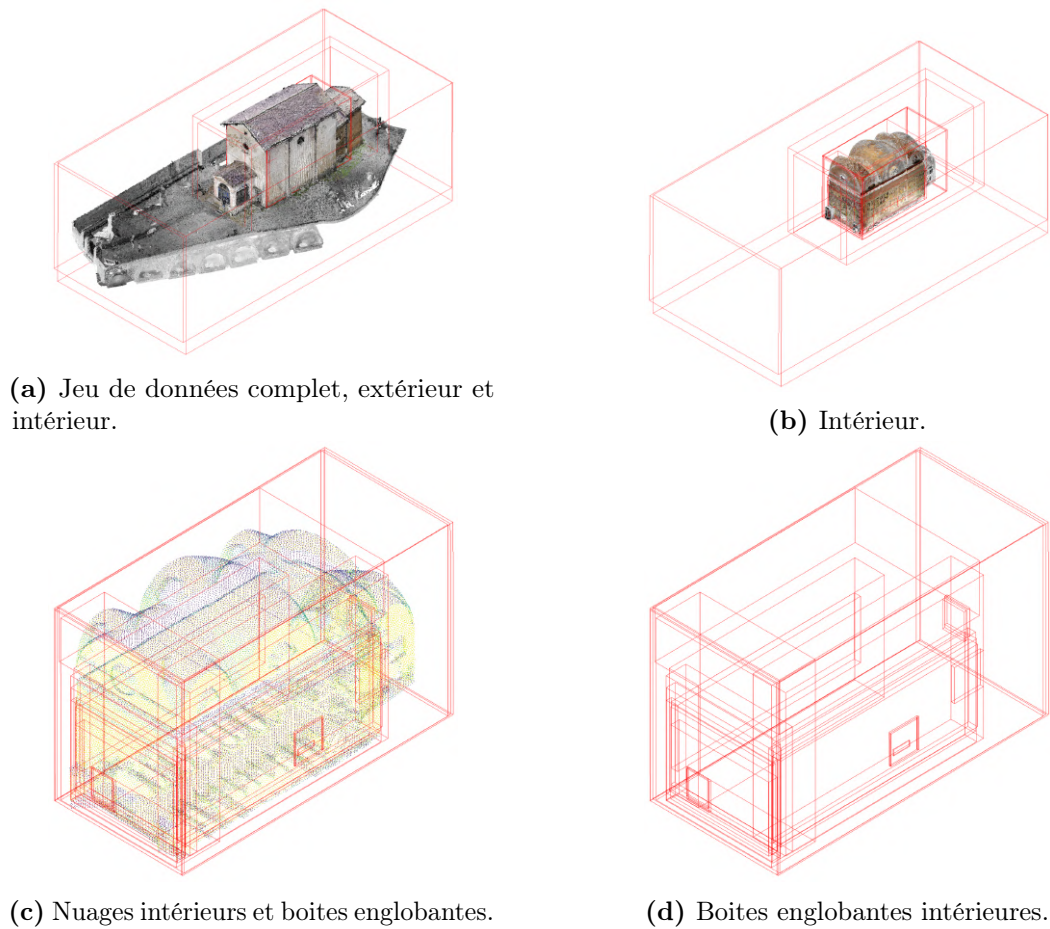 (a) Jeu de données complet, extérieur et
intérieur.
(b) Intérieur.
(c) Nuages intérieurs et boites englobantes.
(d) Boites englobantes intérieures.